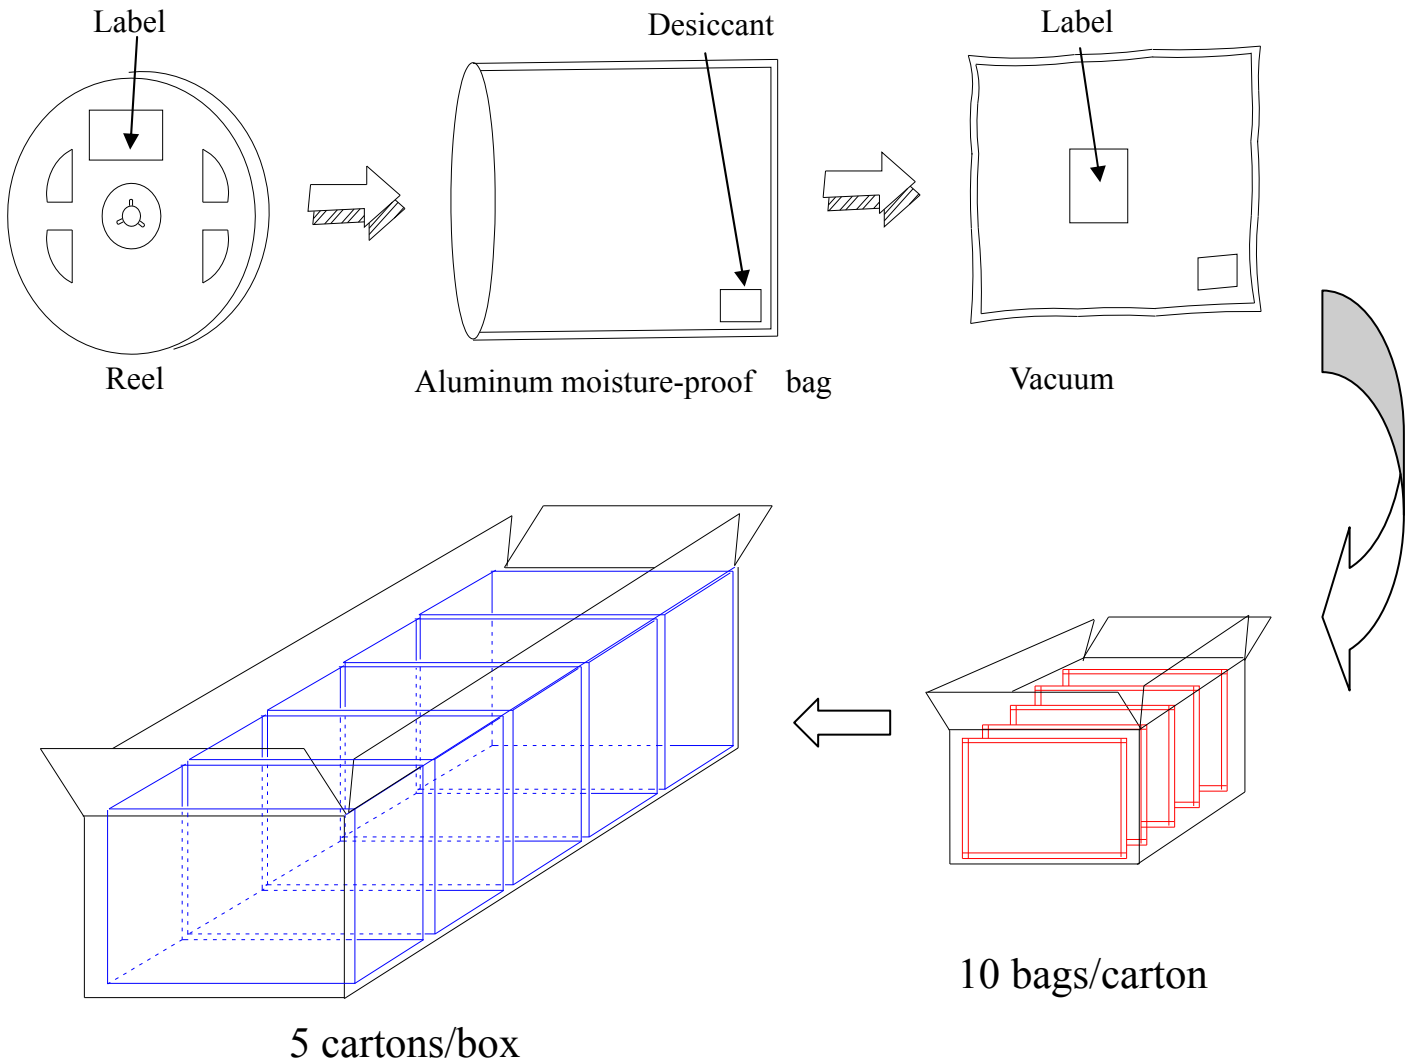 Label
Desiccant
Label
Reel
Aluminum moisture-proof bag
Vacuum
10 bags/carton
5 cartons/box